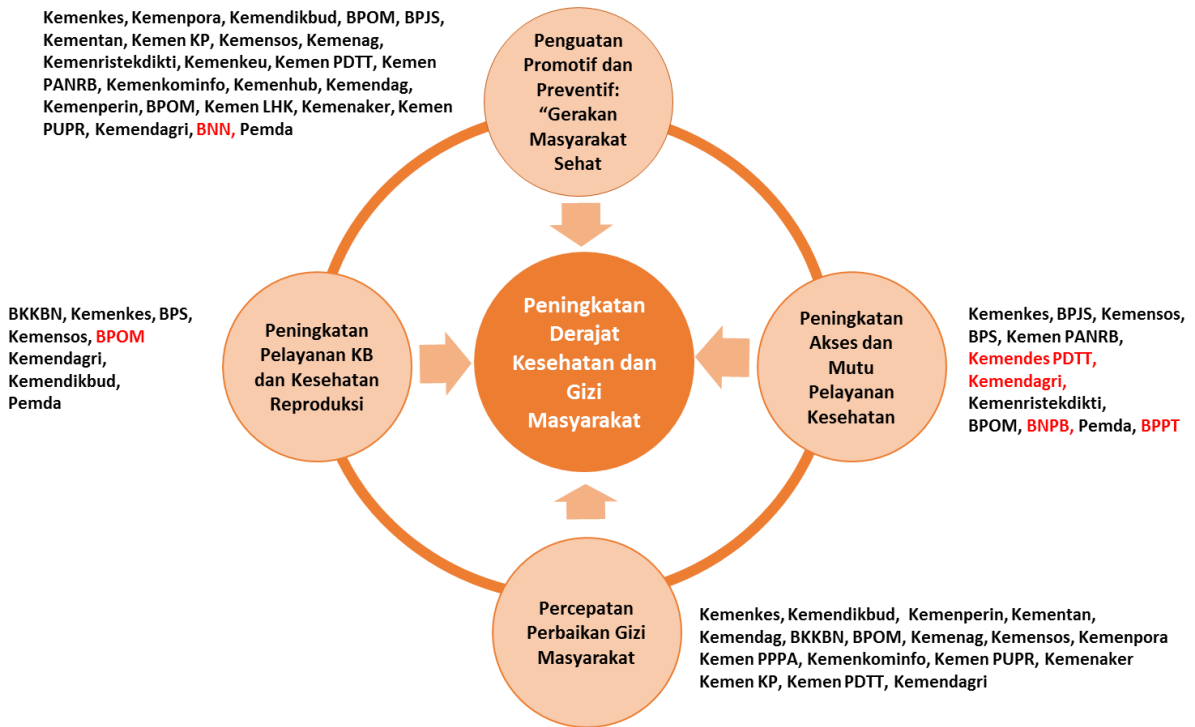 Kemenkes, Kemenpora, Kemendikbud, BPOM, BPJS,
Kementan, Kemen KP, Kemensos, Kemenag,
Kemenristekdikti, Kemenkeu, Kemen PDTT, Kemen
PANRB, Kemenkominfo, Kemenhub, Kemendag,
Kemenperin, BPOM, Kemen LHK, Kemenaker, Kemen
PUPR, Kemendagri, BNN, Pemda
Penguatan
Promotif dan
Preventif:
“Gerakan
Masyarakat
Sehat
BKKBN, Kemenkes, BPS,
Kemensos, BPOM
Kemendagri,
Kemendikbud,
Pemda
Peningkatan
Pelayanan KB
dan Kesehatan
Reproduksi
Peningkatan
Derajat
Kesehatan dan
Gizi
Masyarakat
Peningkatan
Akses dan
Mutu
Pelayanan
Kesehatan
Kemenkes, BPJS, Kemensos,
BPS, Kemen PANRB,
Kemendes PDTT,
Kemendagri,
Kemenristekdikti,
BPOM, BNPB, Pemda, BPPT
Percepatan
Perbaikan Gizi
Masyarakat
Kemenkes, Kemendikbud, Kemenperin, Kementan,
Kemendag, BKKBN, BPOM, Kemenag, Kemensos, Kemenpora
Kemen PPPA, Kemenkominfo, Kemen PUPR, Kemenaker
Kemen KP, Kemen PDTT, Kemendagri